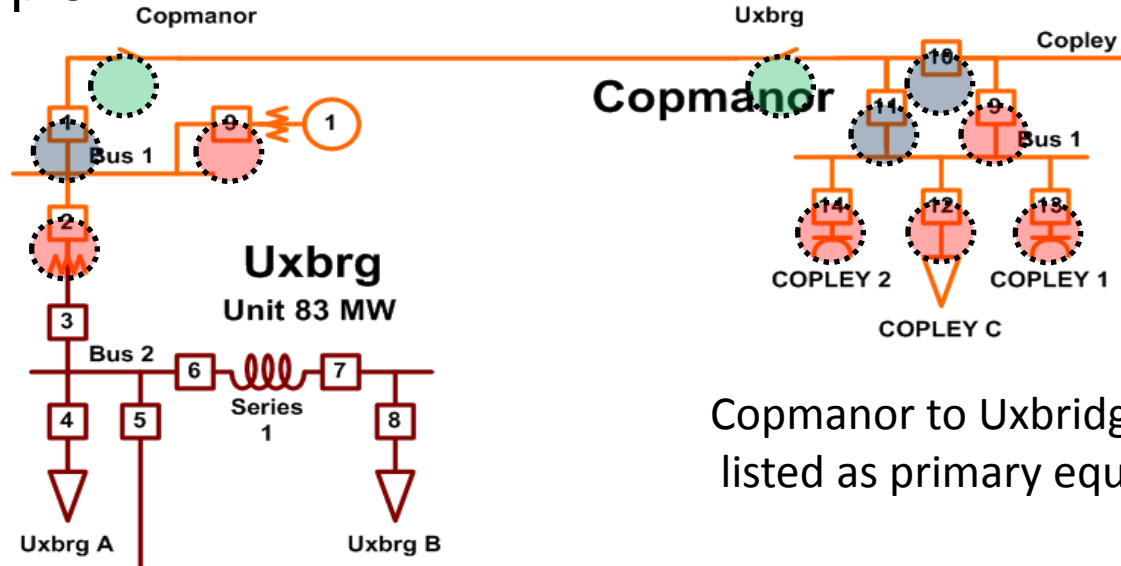 Copmanor
Uxbrg
Copley
10
Copmanor
1
9
1
11
9
Bus 1
Bus 1
2
14
12
13
Uxbrg
COPLEY 2
COPLEY 1
Unit 83 MW
3
COPLEY C
Bus 2
6
7
Series
1
4
5
8
Copmanor to Uxbridg
listed as primary equ
Uxbrg A
Uxbrg B